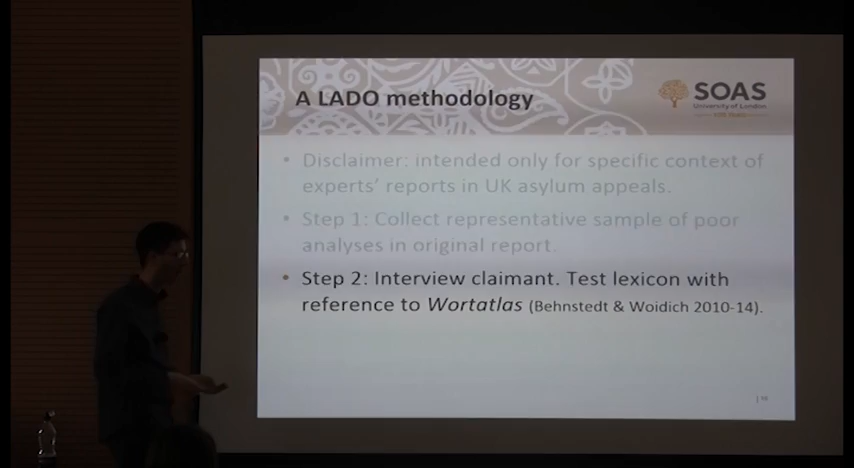 A LADO methodology
SOAS
University of London
• Disclaimer: intended only for specific context of
experts' reports in UK asylum appeals.
• Step 1: Collect representative sample of poor
analyses in original report.
• Step 2: Interview claimant. Test lexicon with
reference to Wortatlas (Behnstedt & Woidich 2010-14).